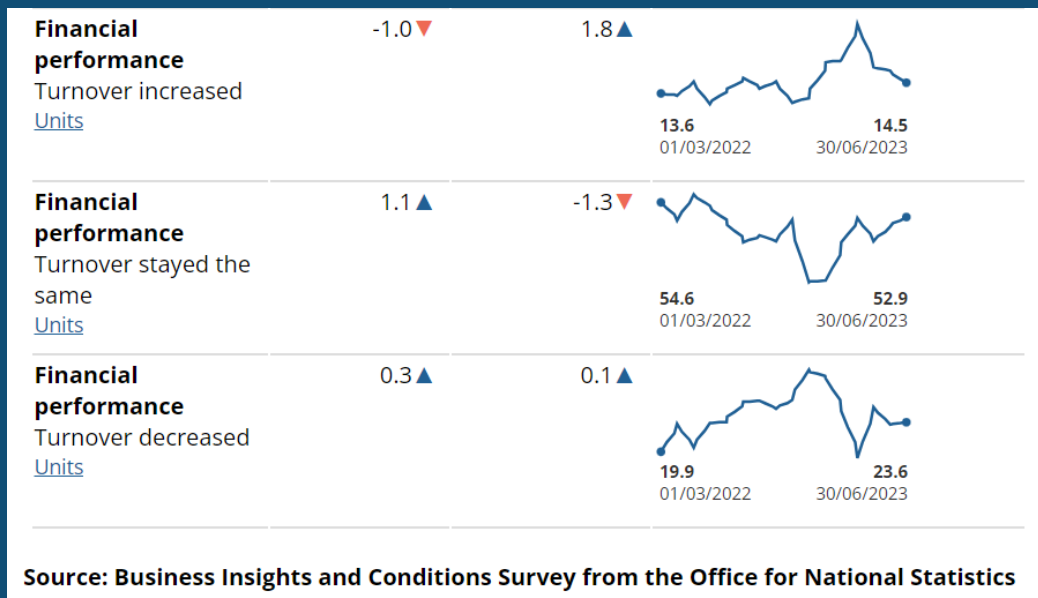 Financial performance
Turnover increased
Units
-1.0▼
1.8▲
13.6
01/03/2022
14.5
30/06/2023
Financial performance
Turnover stayed the same
Units
1.1▲
-1.3▼
54.6
01/03/2022
52.9
30/06/2023
Financial performance
Turnover decreased
Units
0.3▲
0.1▲
19.9
01/03/2022
23.6
30/06/2023
Source: Business Insights and Conditions Survey from the Office for National Statistics